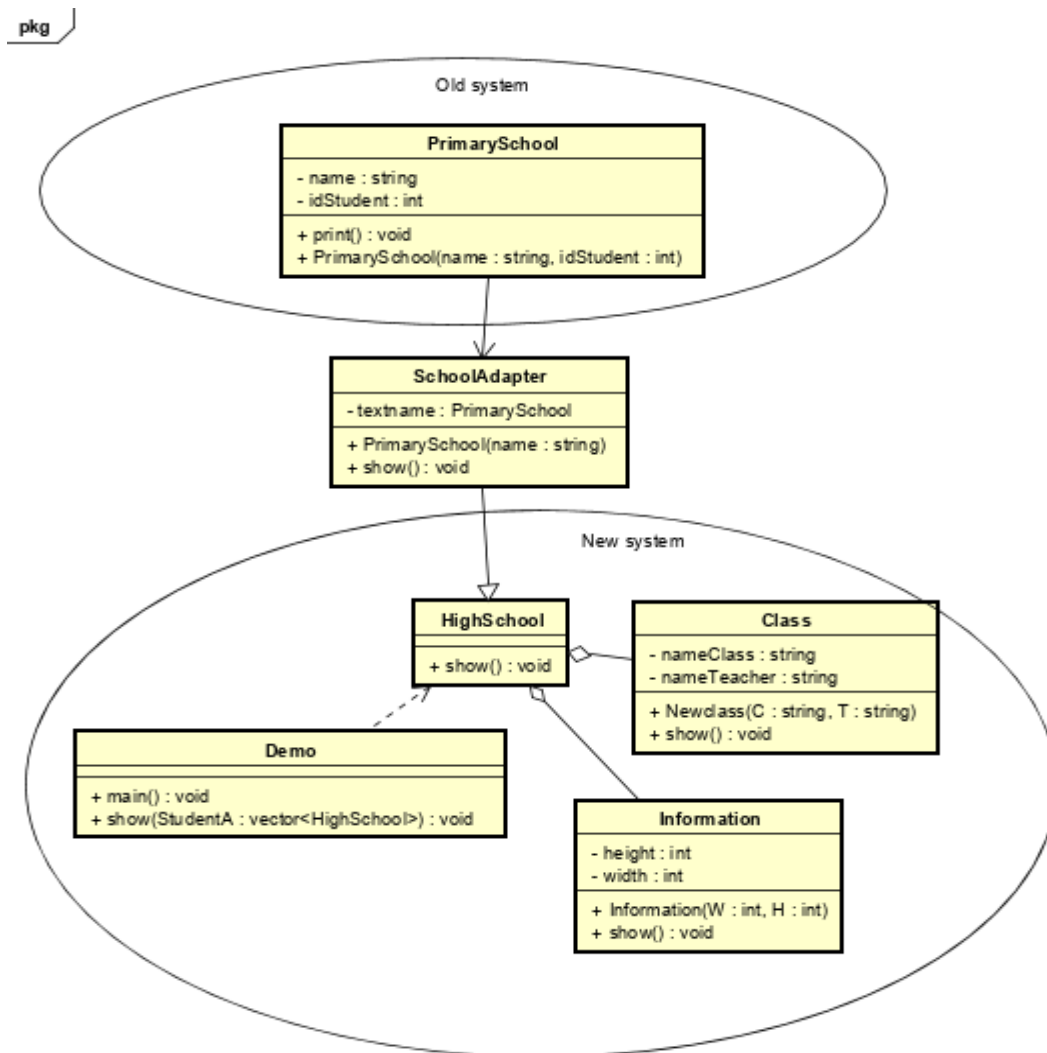 pkg
Old system
PrimarySchool
- name : string
- idStudent : int
+ print() : void
+ PrimarySchool(name : string, idStudent : int)
SchoolAdapter
- textname : PrimarySchool
+ PrimarySchool(name : string)
+ show() : void
New system
HighSchool
+ show() : void
Class
- nameClass : string
- nameTeacher : string
+ Newclass(C : string, T : string)
+ show() : void
Demo
+ main() : void
+ show(StudentA : vector<HighSchool>) : void
Information
- height : int
- width : int
+ Information(W : int, H : int)
+ show() : void